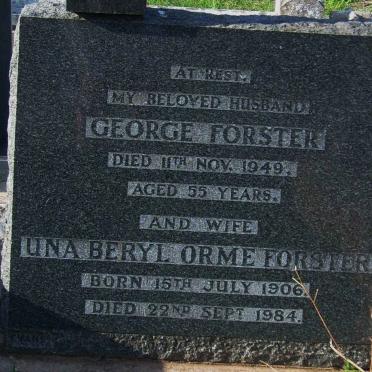 AT REST.
MY BELOVED HUSBAND
GEORGE FORSTER
DIED 11TH NOV. 1949.
AGED 55 YEARS.
AND WIFE
UNA BERYL ORME FORSTER
BORN 15TH JULY 1906.
DIED 22ND SEPT 1984.